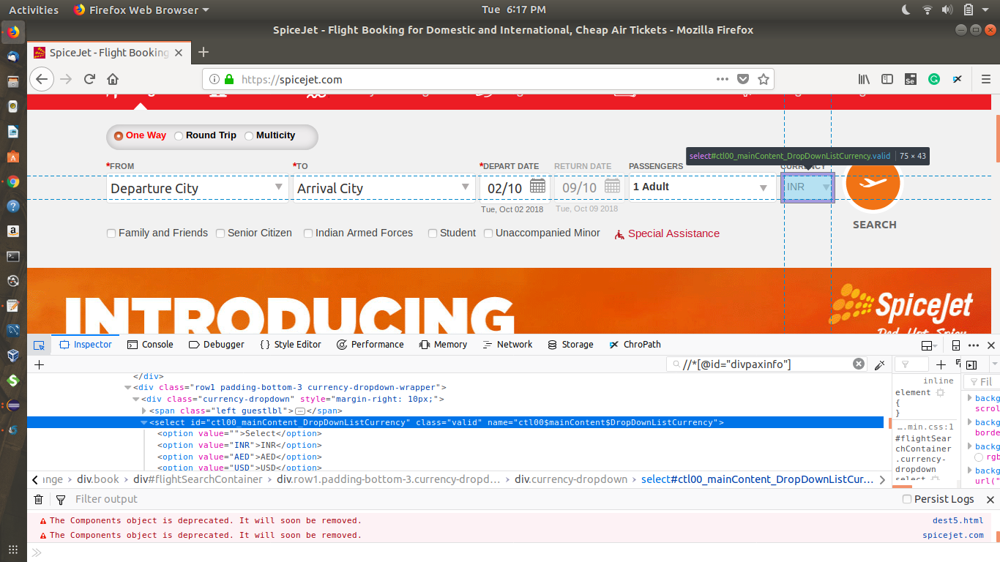 Activities Firefox Web Browser Tue 6:17 PM
SpiceJet - Flight Booking for Domestic and International, Cheap Air Tickets - Mozilla Firefox
SpiceJet - Flight Booking
https://spicejet.com
One Way Round Trip Multicity
select#ctl00_mainContent_DropDownListCurrency.valid 75 × 43
*FROM *TO *DEPART DATE RETURN DATE PASSENGERS CURRENCY
Departure City Arrival City 02/10 09/10 1 Adult INR
Tue, Oct 02 2018 Tue, Oct 09 2018
SEARCH
Family and Friends Senior Citizen Indian Armed Forces Student Unaccompanied Minor Special Assistance
INTRODUCING
SpiceJet
Red. Hot. Spicy
Inspector Console Debugger {} Style Editor Performance Memory Network Storage ChroPath
//*[@id="divpaxinfo"]
</div>
<div class="row1 padding-bottom-3 currency-dropdown-wrapper">
<div class="currency-dropdown" style="margin-right: 10px;">
<span class="left guestlbl"></span>
<select id="ctl00_mainContent_DropDownListCurrency" class="valid" name="ctl00$mainContent$DropDownListCurrency">
<option value="">Select</option>
<option value="INR">INR</option>
<option value="AED">AED</option>
<option value="USD">USD</option>
inline
element
{
}
….min.css:1
#flightSear
chContainer
.currency-
dropdown
select
Fil
backg
scrol
backg
borde
backg
rgb
backg
url("
ange › div.book › div#flightSearchContainer › div.row1.padding-bottom-3.currency-dropd… › div.currency-dropdown › select#ctl00_mainContent_DropDownListCur…
Filter output Persist Logs
The Components object is deprecated. It will soon be removed. dest5.html
The Components object is deprecated. It will soon be removed. spicejet.com